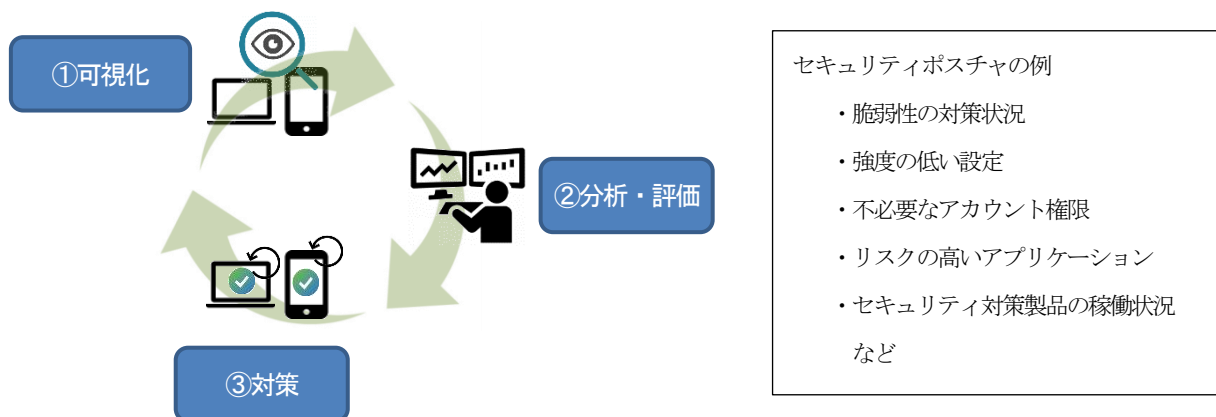 ①可視化
②分析・評価
③対策
セキュリティポスチャの例
・脆弱性の対策状況
・強度の低い設定
・不必要なアカウント権限
・リスクの高いアプリケーション
・セキュリティ対策製品の稼働状況
など